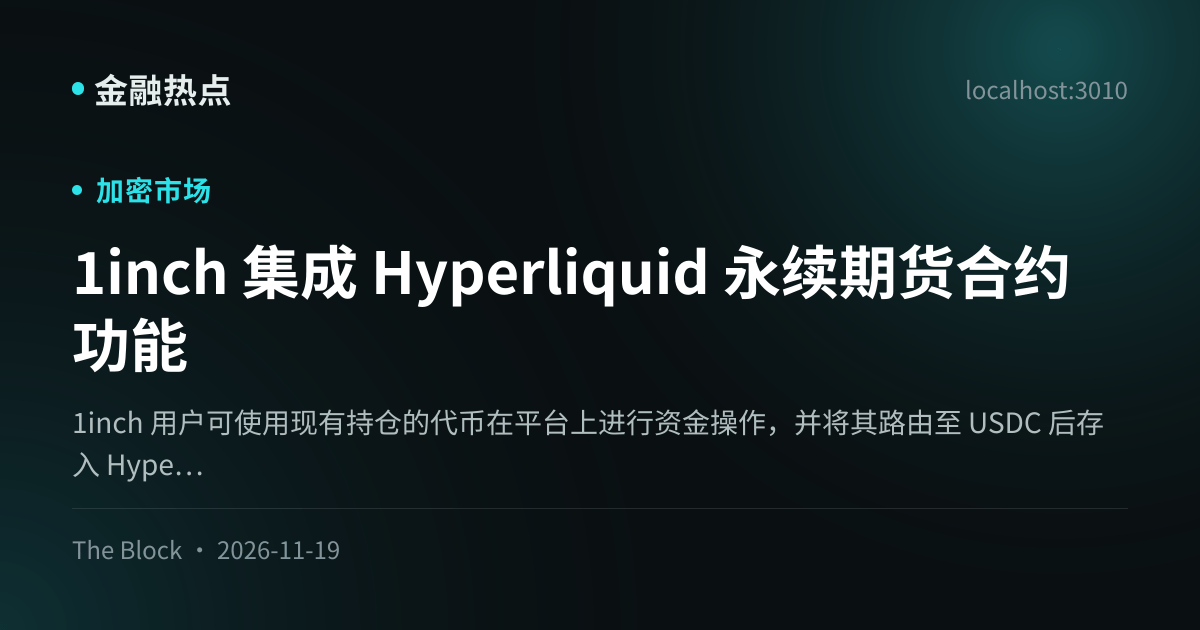 金融热点
localhost:3010
加密市场
1inch 集成 Hyperliquid 永续期货合约
功能
1inch 用户可使用现有持仓的代币在平台上进行资金操作，并将其路由至 USDC 后存
入 Hype…
The Block · 2026-11-19